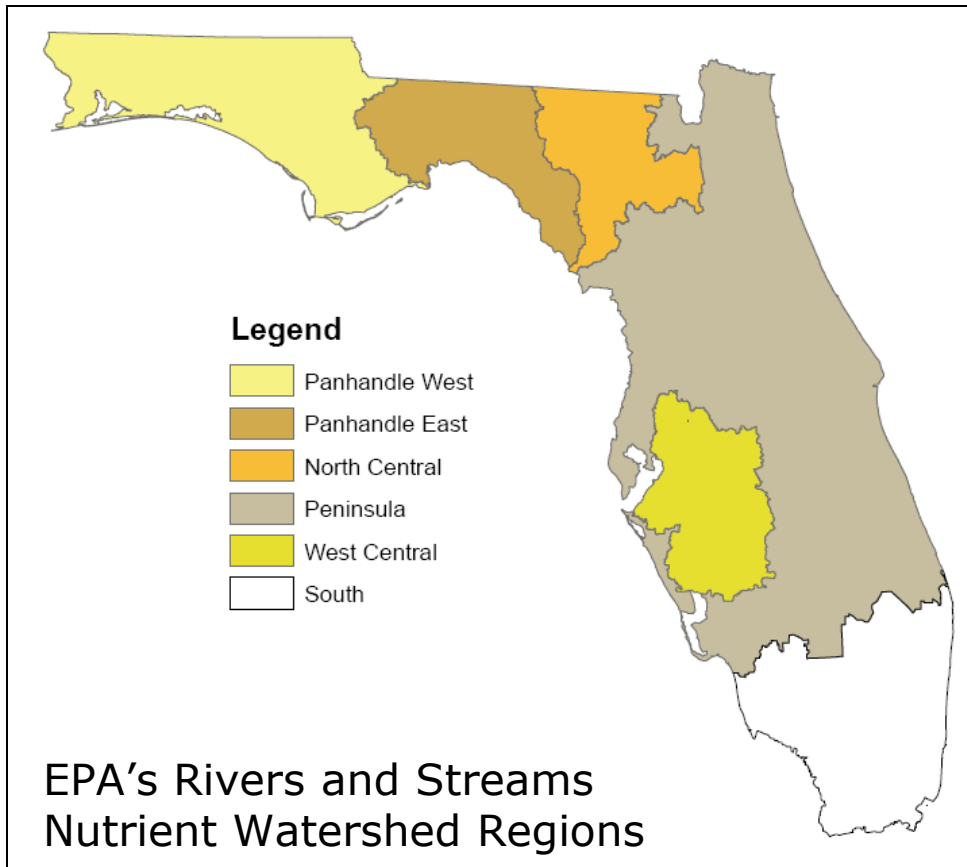 Legend
Panhandle West
Panhandle East
North Central
Peninsula
West Central
South
EPA’s Rivers and Streams
Nutrient Watershed Regions